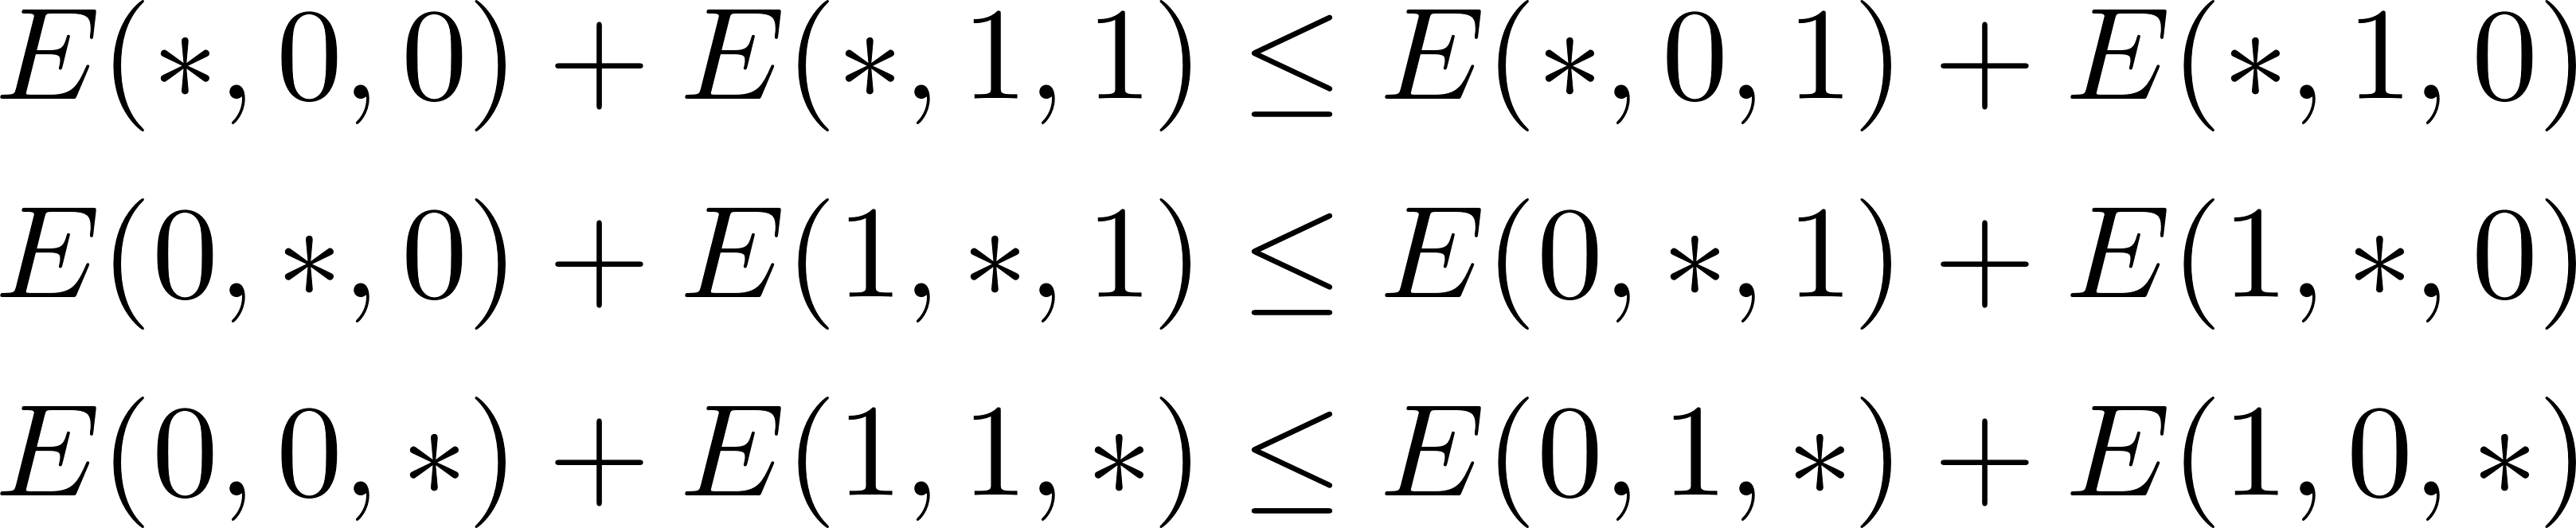 E(∗, 0, 0) + E(∗, 1, 1) ≤ E(∗, 0, 1) + E(∗, 1, 0)
E(0, ∗, 0) + E(1, ∗, 1) ≤ E(0, ∗, 1) + E(1, ∗, 0)
E(0, 0, ∗) + E(1, 1, ∗) ≤ E(0, 1, ∗) + E(1, 0, ∗)